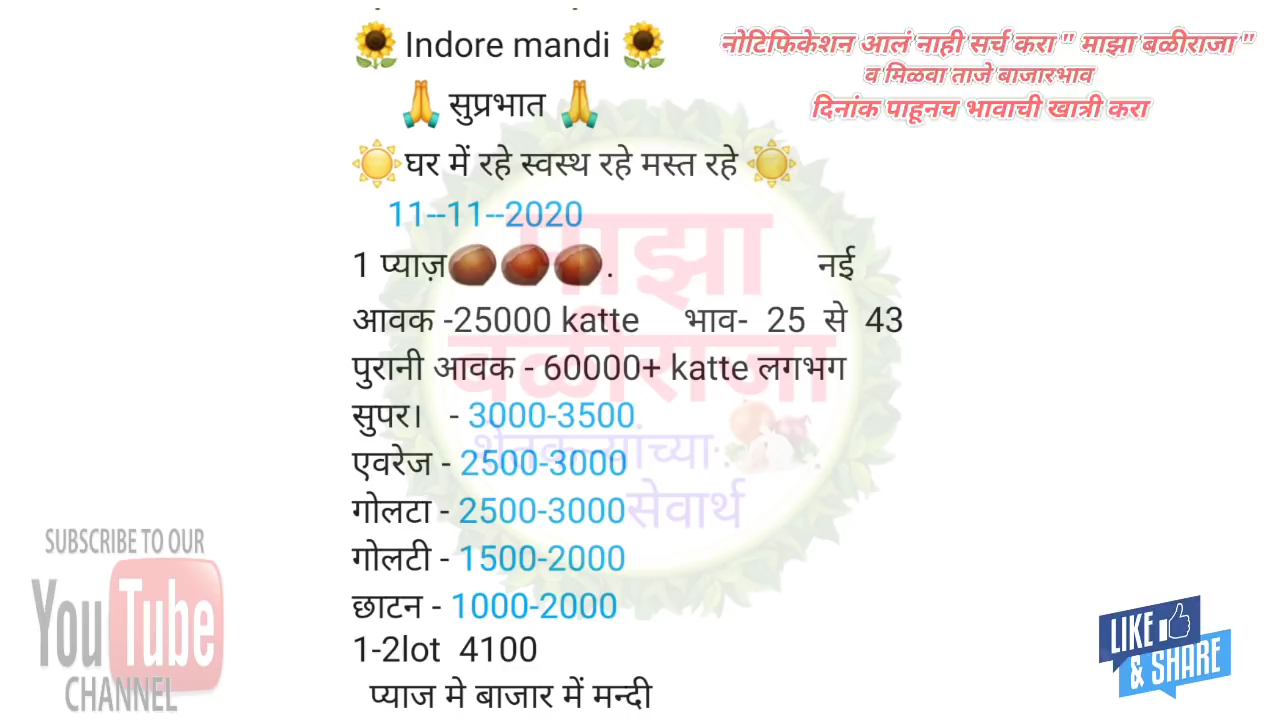 Indore mandi
सुप्रभात
घर में रहे स्वस्थ रहे मस्त रहे
11--11--2020
1 प्याज़. नई
आवक -25000 katte भाव- 25 से 43
पुरानी आवक - 60000+ katte लगभग
सुपर। - 3000-3500
एवरेज - 2500-3000
गोलटा - 2500-3000
गोलटी - 1500-2000
छाटन - 1000-2000
1-2lot 4100
प्याज मे बाजार में मन्दी
नोटिफिकेशन आलं नाही सर्च करा " माझा बळीराजा "
व मिळवा ताजे बाजारभाव
दिनांक पाहूनच भावाची खात्री करा
माझा
बळीराजा
शेतकऱ्यांच्या
सेवार्थ
SUBSCRIBE TO OUR
YouTube
CHANNEL
LIKE
& SHARE